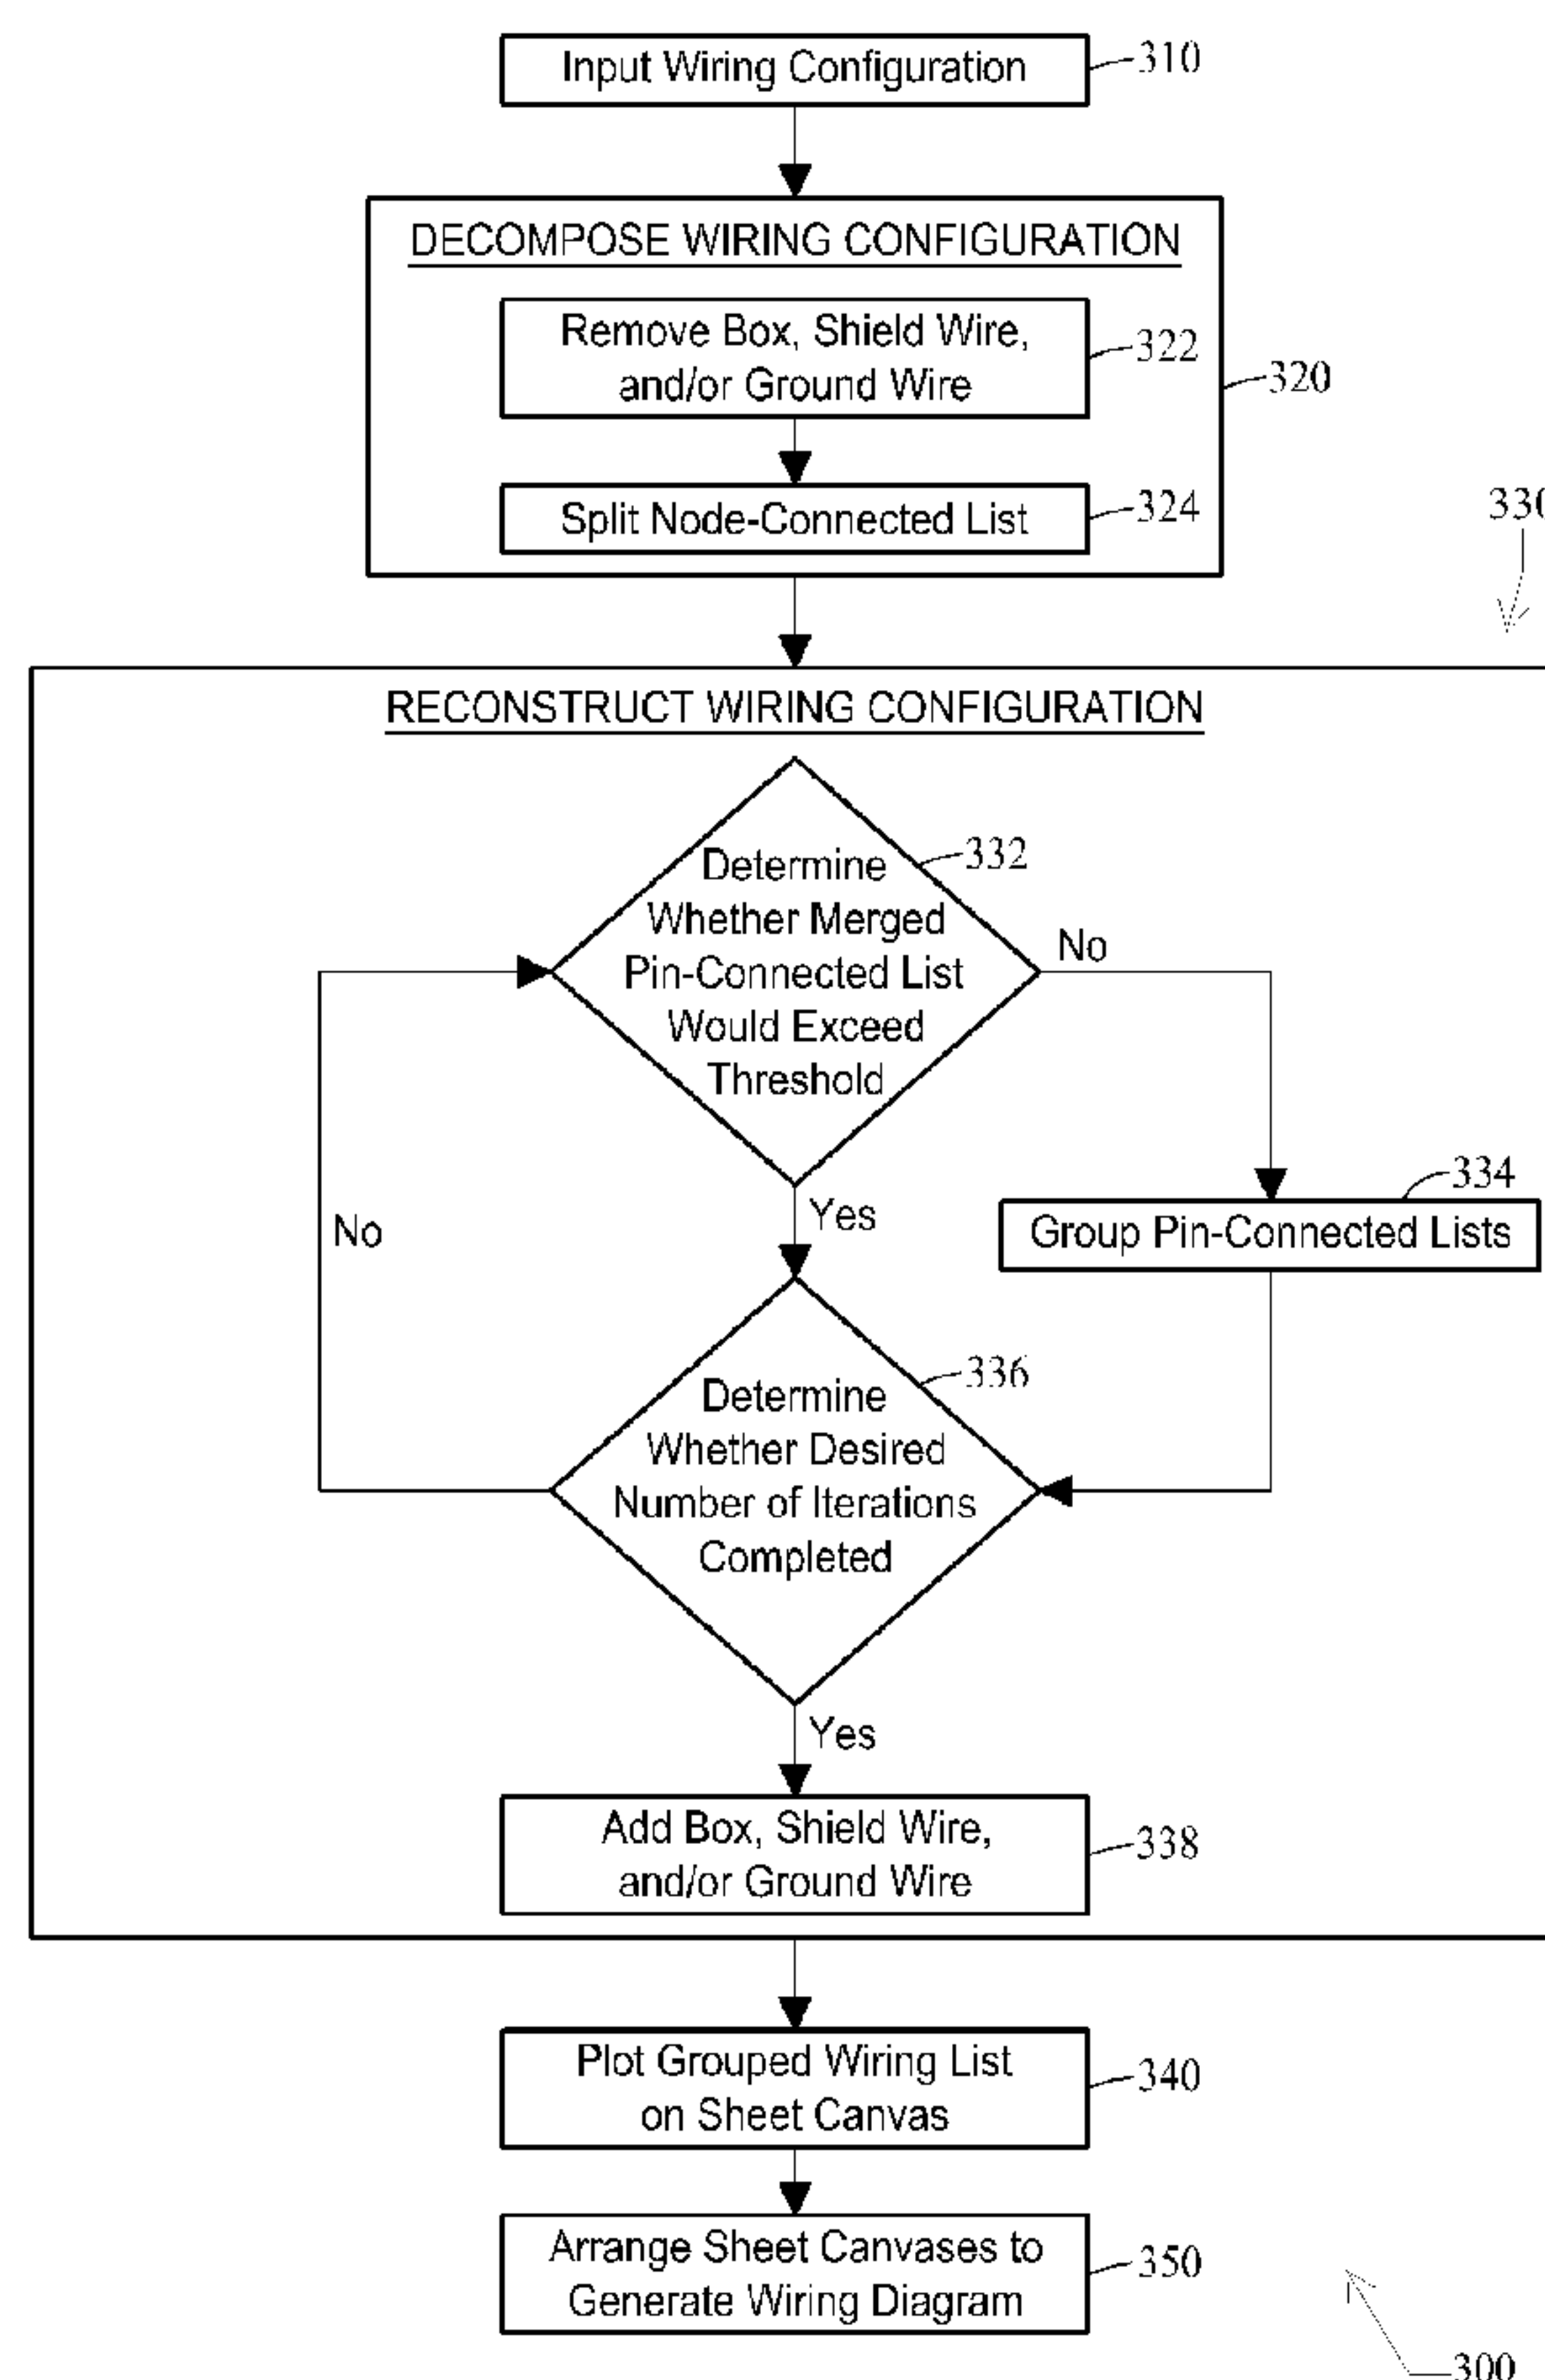 Input Wiring Configuration
310
DECOMPOSE WIRING CONFIGURATION
Remove Box, Shield Wire,
and/or Ground Wire
322
320
Split Node-Connected List
324
330
RECONSTRUCT WIRING CONFIGURATION
Determine
Whether Merged
Pin-Connected List
Would Exceed
Threshold
332
No
Yes
334
Group Pin-Connected Lists
No
Determine
Whether Desired
Number of Iterations
Completed
336
Yes
Add Box, Shield Wire,
and/or Ground Wire
338
Plot Grouped Wiring List
on Sheet Canvas
340
Arrange Sheet Canvases to
Generate Wiring Diagram
350
300